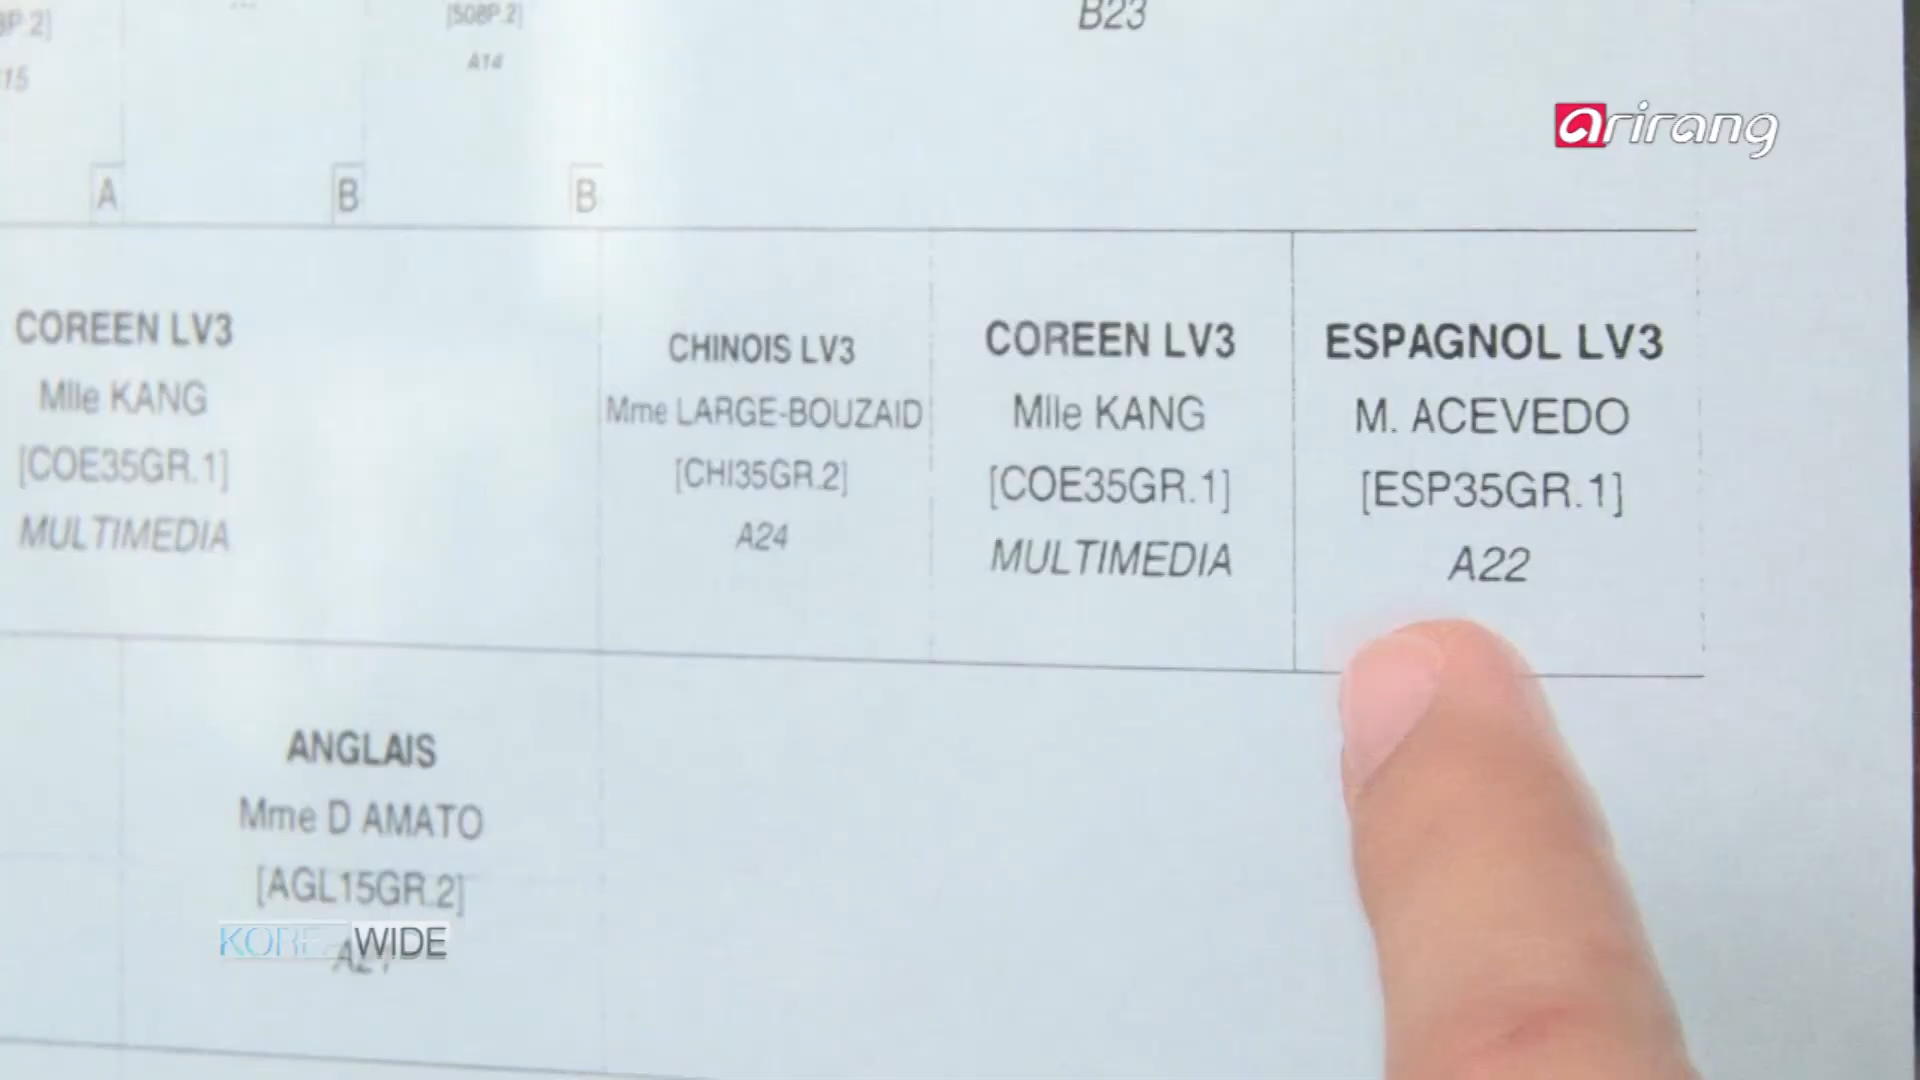 [508P.2]
A14
B23
arirang
A
B
B
COREEN LV3
Mlle KANG
[COE35GR.1]
MULTIMEDIA
CHINOIS LV3
Mme LARGE-BOUZAID
[CHI35GR.2]
A24
COREEN LV3
Mlle KANG
[COE35GR.1]
MULTIMEDIA
ESPAGNOL LV3
M. ACEVEDO
[ESP35GR.1]
A22
ANGLAIS
Mme D AMATO
[AGL15GR.2]
KOREA WIDE